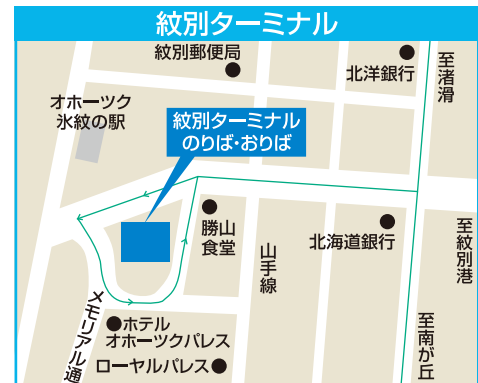 紋別ターミナル
紋別郵便局
北洋銀行
至渚滑
オホーツク
氷紋の駅
紋別ターミナル
のりば・おりば
勝山
食堂
北海道銀行
山手線
至紋別港
メモリアル通
ホテル
オホーツクパレス
ローヤルパレス
至南が丘